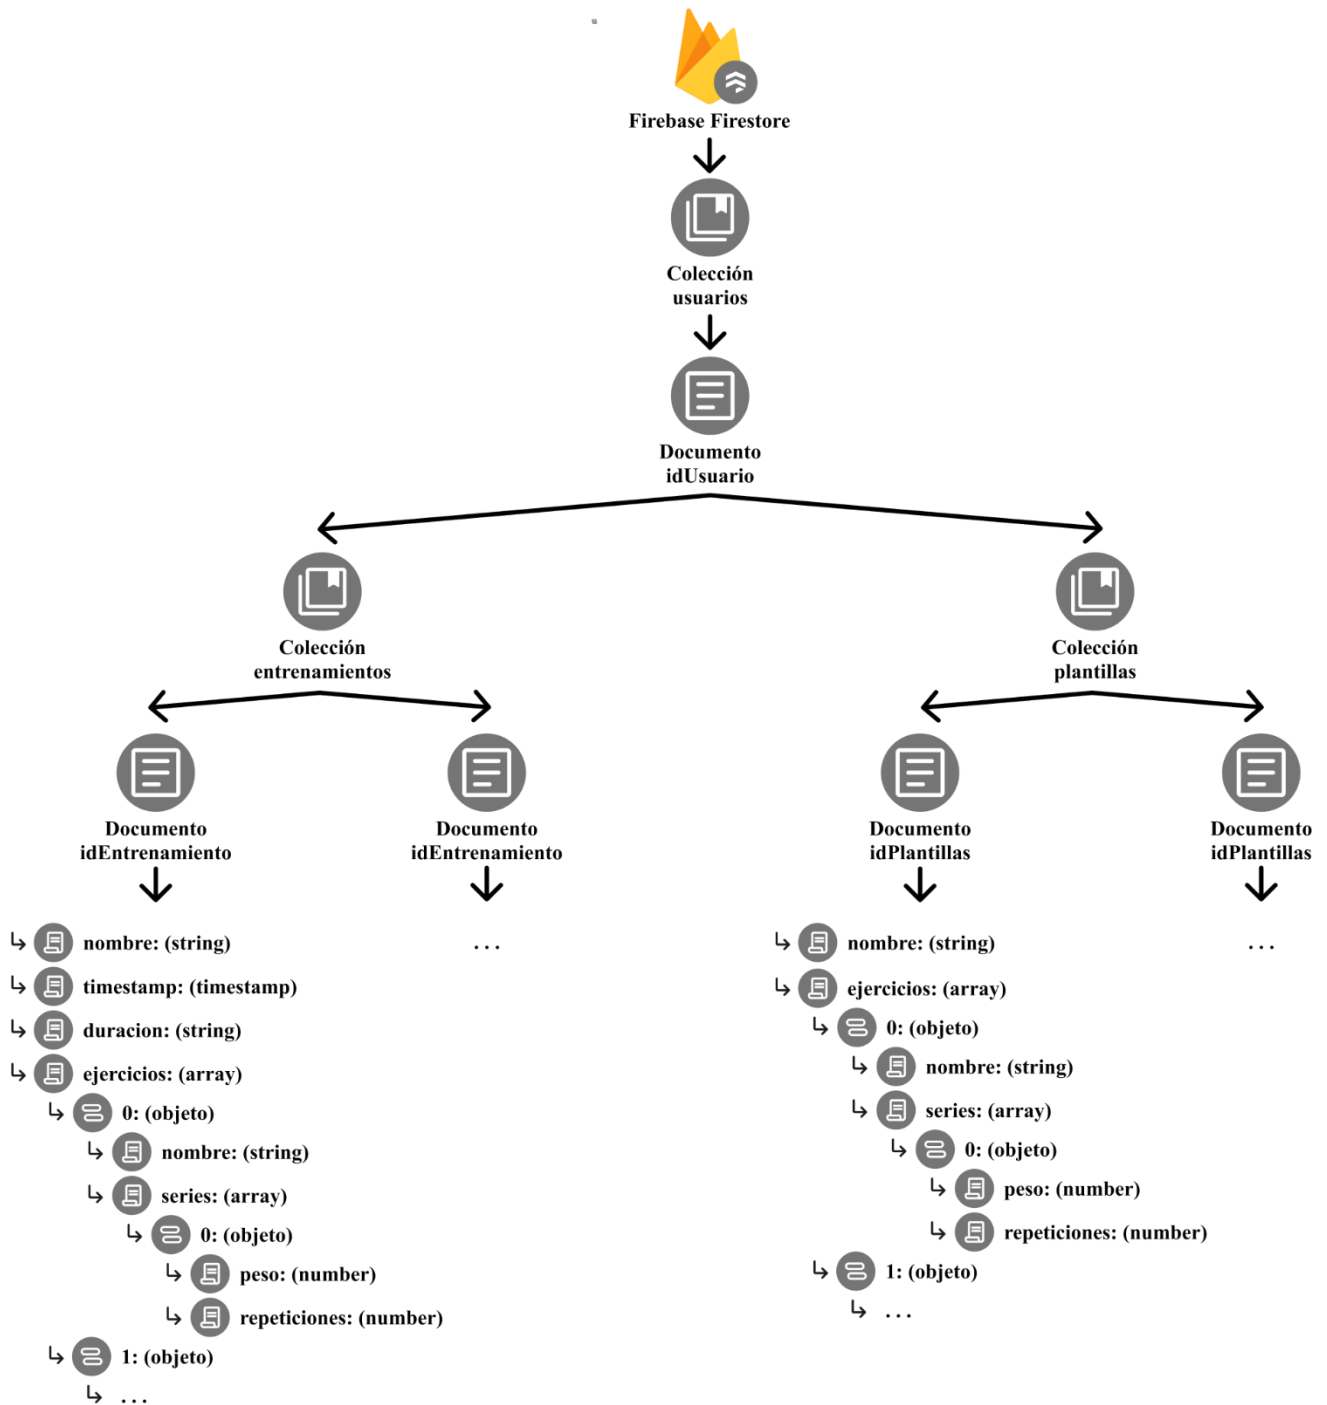 Firebase Firestore
Colección
usuarios
Documento
idUsuario
Colección
entrenamientos
Colección
plantillas
Documento
idEntrenamiento
Documento
idEntrenamiento
Documento
idPlantillas
Documento
idPlantillas
nombre: (string)
timestamp: (timestamp)
duracion: (string)
ejercicios: (array)
0: (objeto)
nombre: (string)
series: (array)
0: (objeto)
peso: (number)
repeticiones: (number)
1: (objeto)
...
...
nombre: (string)
ejercicios: (array)
0: (objeto)
nombre: (string)
series: (array)
0: (objeto)
peso: (number)
repeticiones: (number)
1: (objeto)
...
...